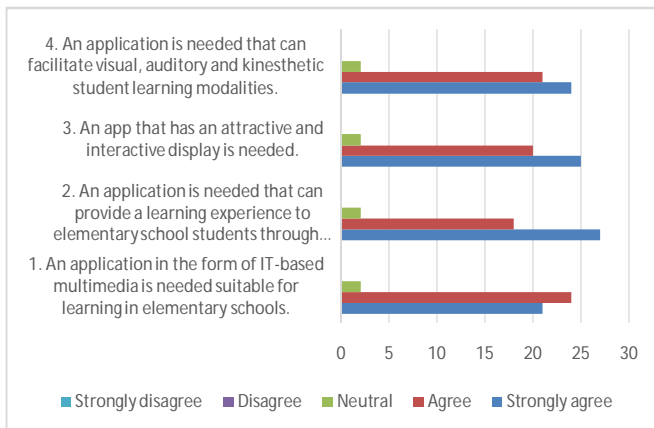 4. An application is needed that can
facilitate visual, auditory and kinesthetic
student learning modalities.
3. An app that has an attractive and
interactive display is needed.
2. An application is needed that can
provide a learning experience to
elementary school students through...
1. An application in the form of IT-based
multimedia is needed suitable for
learning in elementary schools.
0 5 10 15 20 25 30
Strongly disagree Disagree Neutral Agree Strongly agree